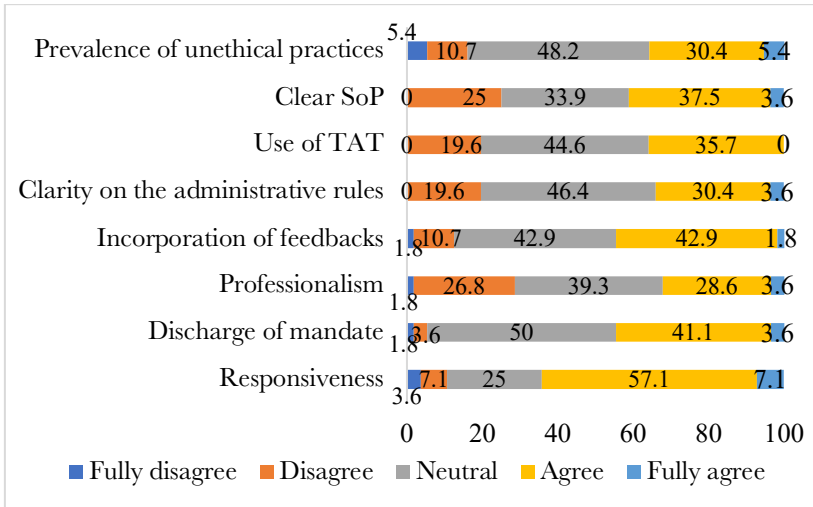 5.4
Prevalence of unethical practices 10.7 48.2 30.4 5.4
Clear SoP 0 25 33.9 37.5 3.6
Use of TAT 0 19.6 44.6 35.7 0
Clarity on the administrative rules 0 19.6 46.4 30.4 3.6
Incorporation of feedbacks 1.8 10.7 42.9 42.9 1.8
Professionalism 1.8 26.8 39.3 28.6 3.6
Discharge of mandate 1.8 3.6 50 41.1 3.6
Responsiveness 3.6 7.1 25 57.1 7.1
0 20 40 60 80 100
Fully disagree Disagree Neutral Agree Fully agree